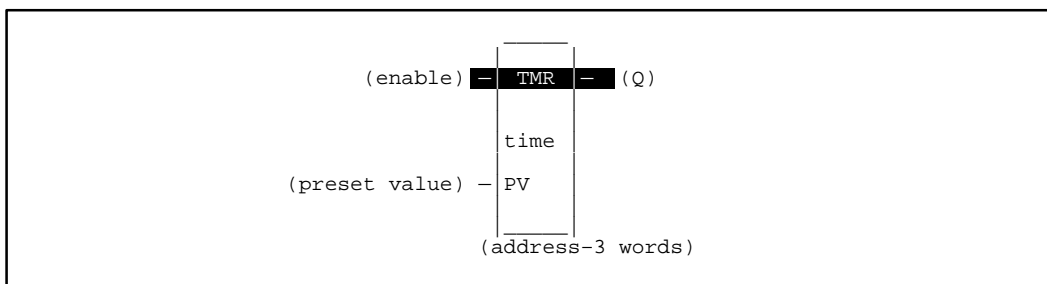 (enable) — TMR — (Q)
time
(preset value) — PV
(address–3 words)